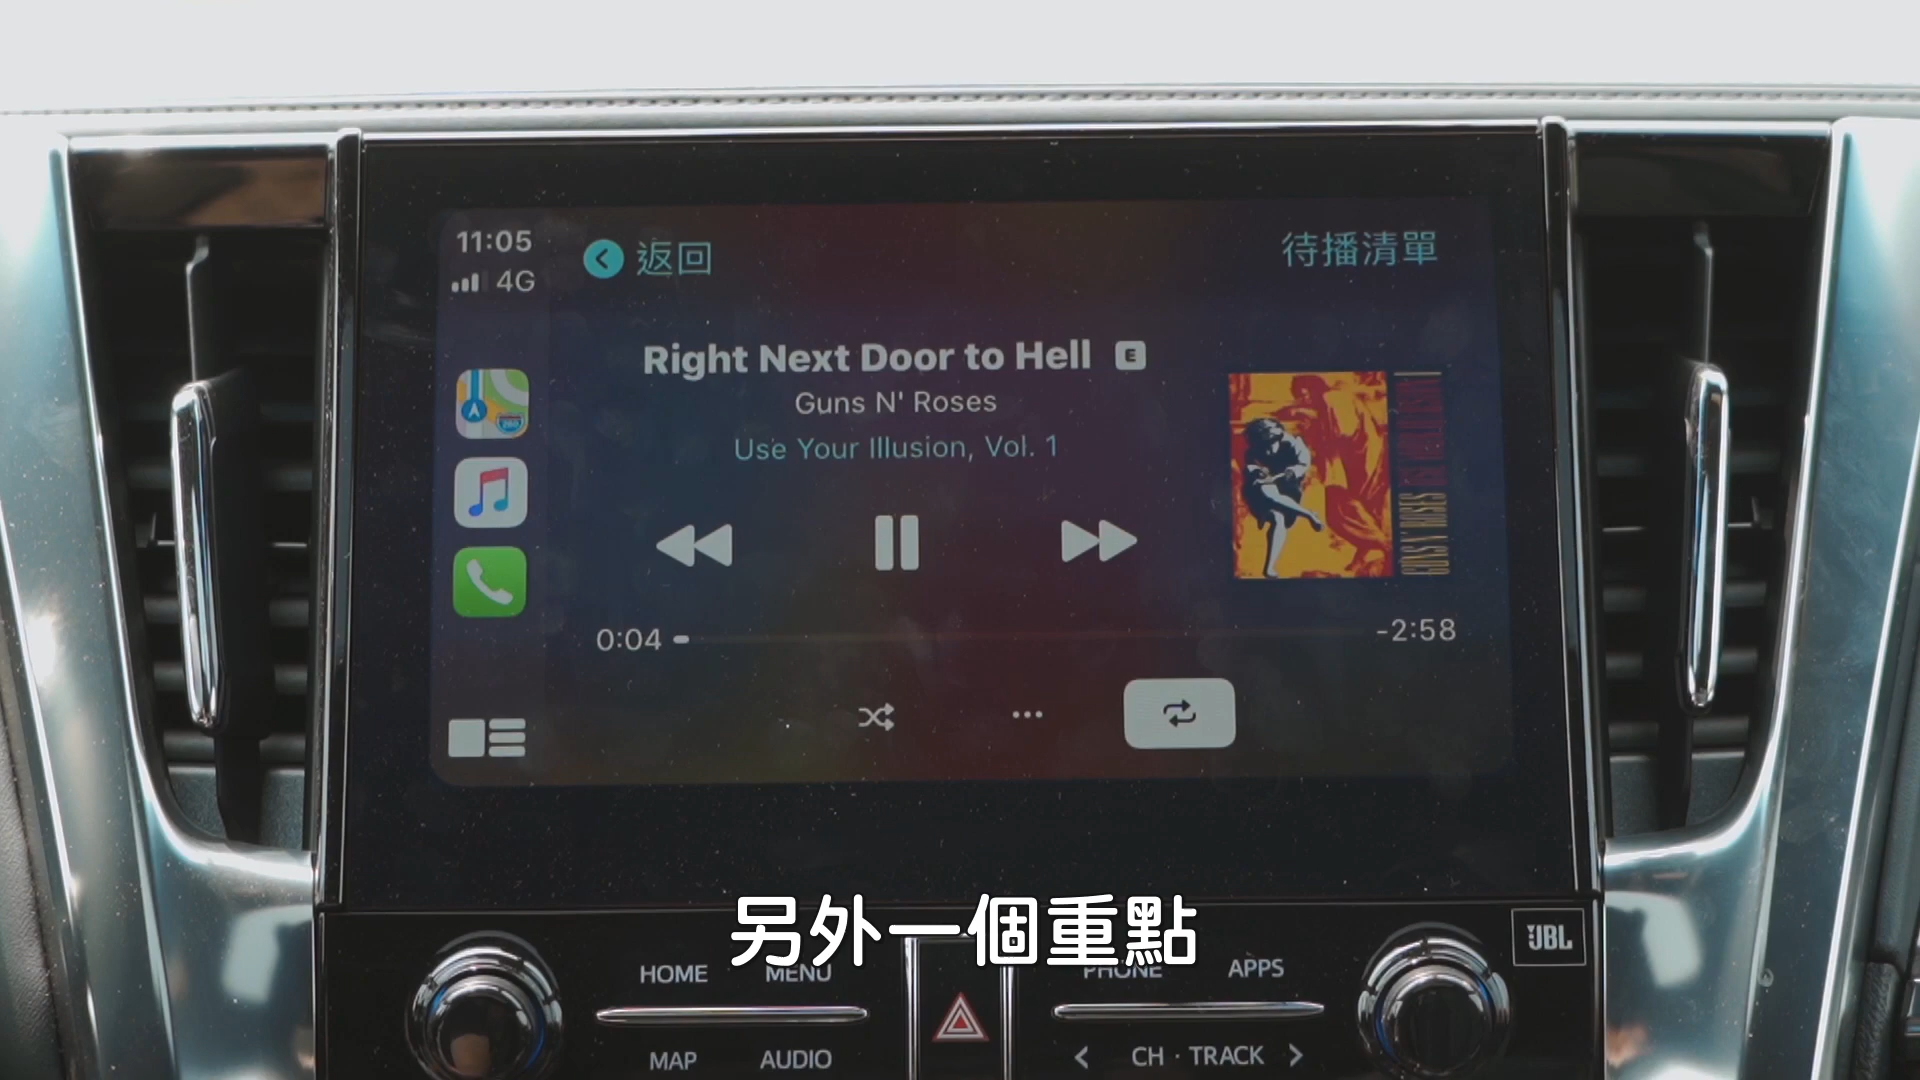 11:05
4G
返回
待播清單
Right Next Door to Hell E
Guns N' Roses
Use Your Illusion, Vol. 1
GUNS N' ROSES
0:04
-2:58
另外一個重點
JBL
HOME
MENU
PHONE
APPS
MAP
AUDIO
CH · TRACK